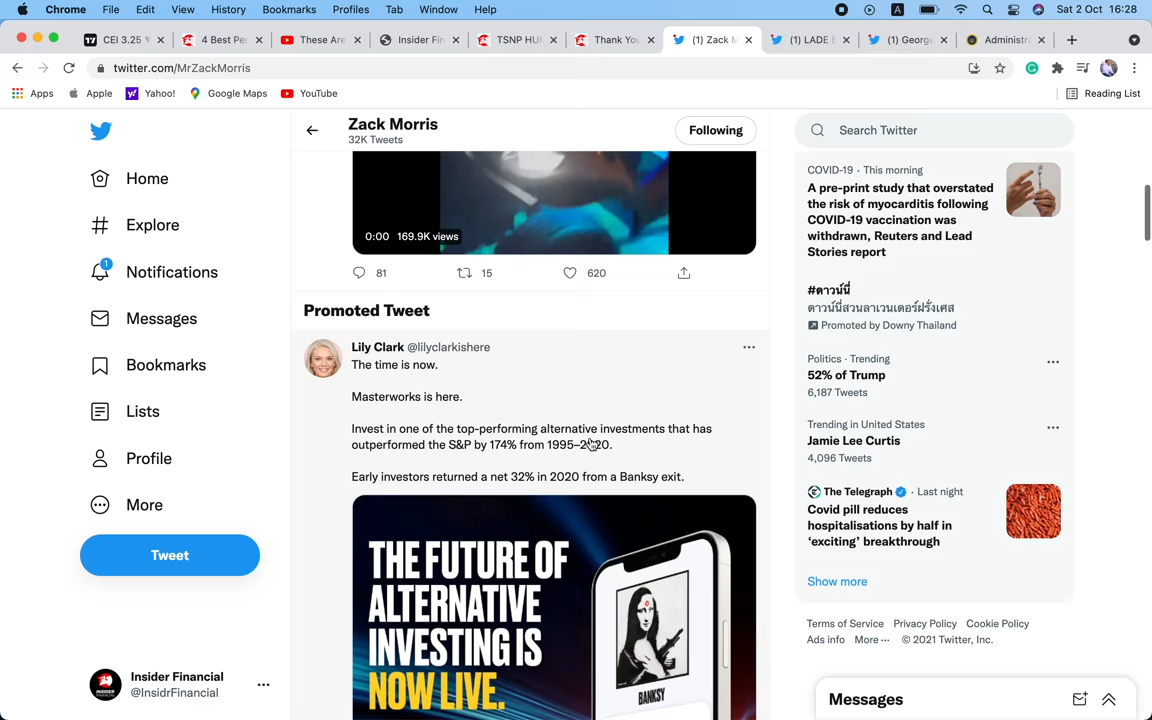 Chrome File Edit View History Bookmarks Profiles Tab Window Help
A Sat 2 Oct 16:28
CEI 3.25
4 Best Per
These Are
Insider Fin
TSNP HUM
Thank You
(1) Zack M
(1) LADE B
(1) George
Administra
twitter.com/MrZackMorris
Apps Apple Yahoo! Google Maps YouTube Reading List
Zack Morris
32K Tweets
Following
Search Twitter
Home
Explore
1
Notifications
Messages
Bookmarks
Lists
Profile
More
Tweet
Insider Financial
@InsidrFinancial
0:00 169.9K views
81 15 620
Promoted Tweet
Lily Clark @lilyclarkishere
The time is now.
Masterworks is here.
Invest in one of the top-performing alternative investments that has
outperformed the S&P by 174% from 1995–2020.
Early investors returned a net 32% in 2020 from a Banksy exit.
THE FUTURE OF
ALTERNATIVE
INVESTING IS
NOW LIVE.
BANKSY
COVID-19 · This morning
A pre-print study that overstated
the risk of myocarditis following
COVID-19 vaccination was
withdrawn, Reuters and Lead
Stories report
#ดาวน์นี่
ดาวน์นี่สวนลาเวนเดอร์ฝรั่งเศส
Promoted by Downy Thailand
Politics · Trending
52% of Trump
6,187 Tweets
Trending in United States
Jamie Lee Curtis
4,096 Tweets
The Telegraph · Last night
Covid pill reduces
hospitalisations by half in
‘exciting’ breakthrough
Show more
Terms of Service Privacy Policy Cookie Policy
Ads info More ··· © 2021 Twitter, Inc.
Messages